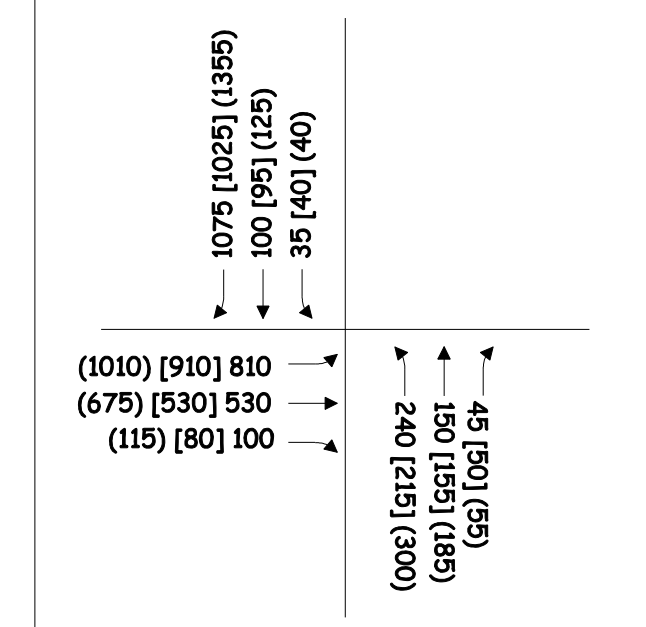 1075 [1025] (1355)
100 [95] (125)
35 [40] (40)
(1010) [910] 810
(675) [530] 530
(115) [80] 100
240 [215] (300)
150 [155] (185)
45 [50] (55)